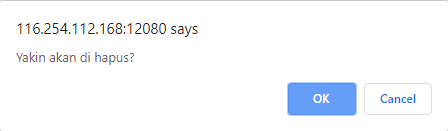 116.254.112.168:12080 says
Yakin akan di hapus?
OK
Cancel